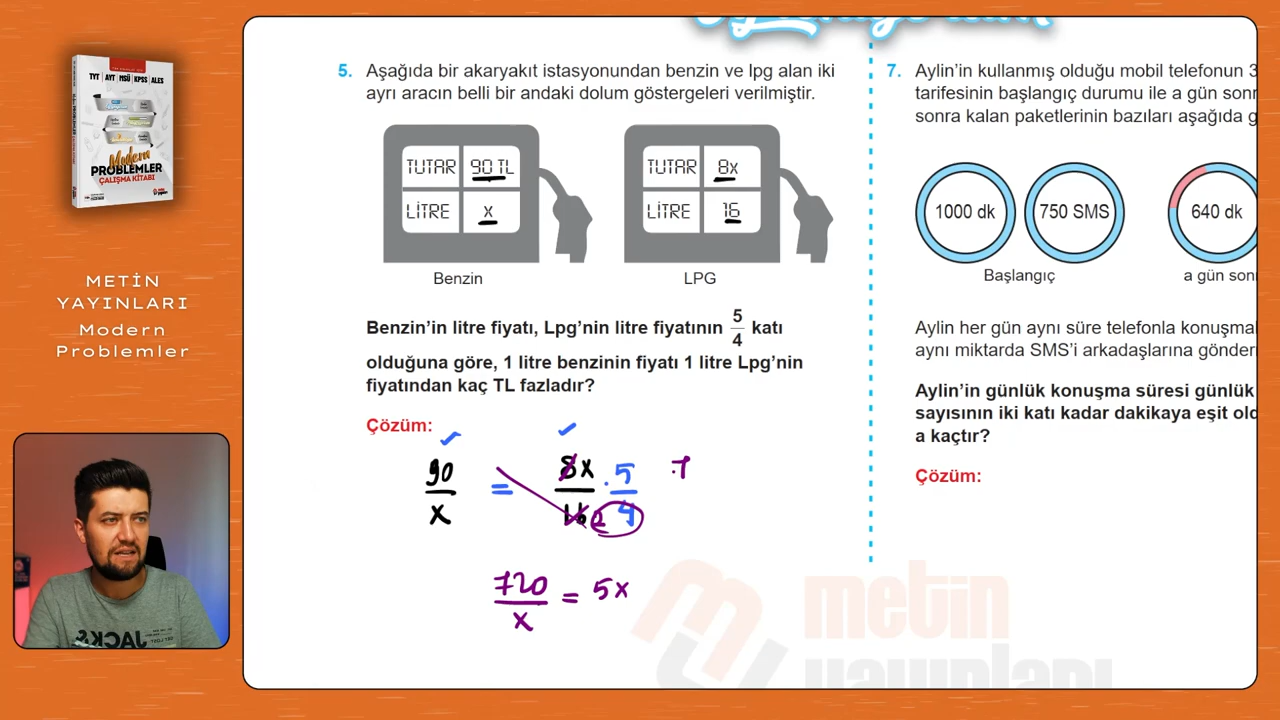 TYT | AYT | MSÜ | KPSS | ALES
Modern
PROBLEMLER
ÇALIŞMA KİTABI
METİN
YAYINLARI
Modern
Problemler
5. Aşağıda bir akaryakıt istasyonundan benzin ve lpg alan iki
ayrı aracın belli bir andaki dolum göstergeleri verilmiştir.
TUTAR 90 TL
LİTRE x
Benzin
TUTAR 8x
LİTRE 16
LPG
Benzin'in litre fiyatı, Lpg'nin litre fiyatının 5/4 katı
olduğuna göre, 1 litre benzinin fiyatı 1 litre Lpg'nin
fiyatından kaç TL fazladır?
Çözüm:
90/x = 8x/16 2 . 5/4
720/x = 5x
7. Aylin'in kullanmış olduğu mobil telefonun 3
tarifesinin başlangıç durumu ile a gün sonr
sonra kalan paketlerinin bazıları aşağıda g
1000 dk
750 SMS
640 dk
Başlangıç
a gün sonr
Aylin her gün aynı süre telefonla konuşma
aynı miktarda SMS'i arkadaşlarına gönder
Aylin'in günlük konuşma süresi günlük
sayısının iki katı kadar dakikaya eşit old
a kaçtır?
Çözüm:
metin
yayınları
JACK&